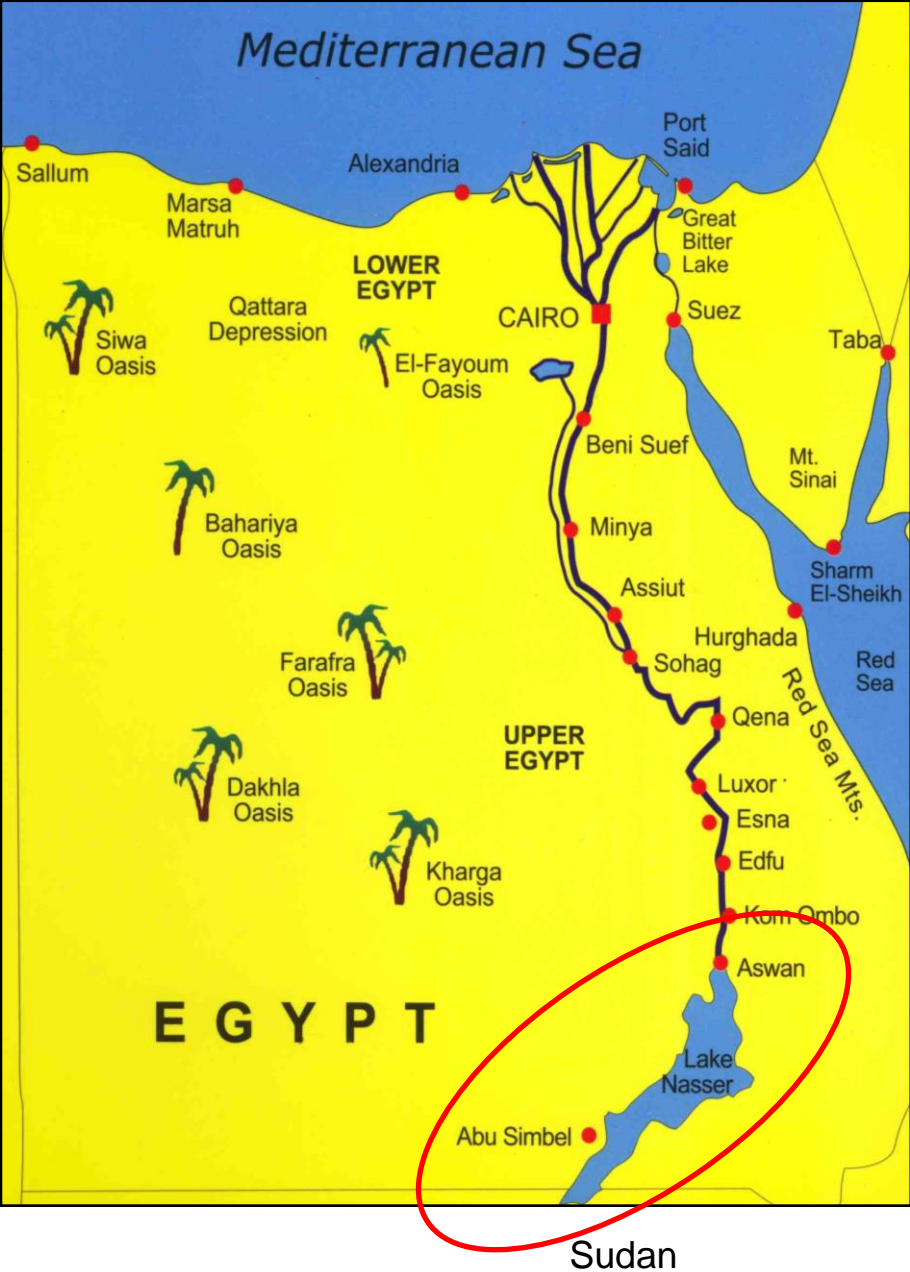 Mediterranean Sea
Port
Said
Alexandria
Sallum
Marsa
Matruh
Great
Bitter
Lake
LOWER
EGYPT
Qattara
Depression
CAIRO
Suez
Siwa
Oasis
Taba
El-Fayoum
Oasis
Beni Suef
Mt.
Sinai
Bahariya
Oasis
Minya
Sharm
El-Sheikh
Assiut
Hurghada
Farafra
Oasis
Sohag
Red
Sea
Red Sea Mts.
UPPER
EGYPT
Qena
Dakhla
Oasis
Luxor
Esna
Edfu
Kharga
Oasis
Kom Ombo
Aswan
EGYPT
Lake
Nasser
Abu Simbel
Sudan